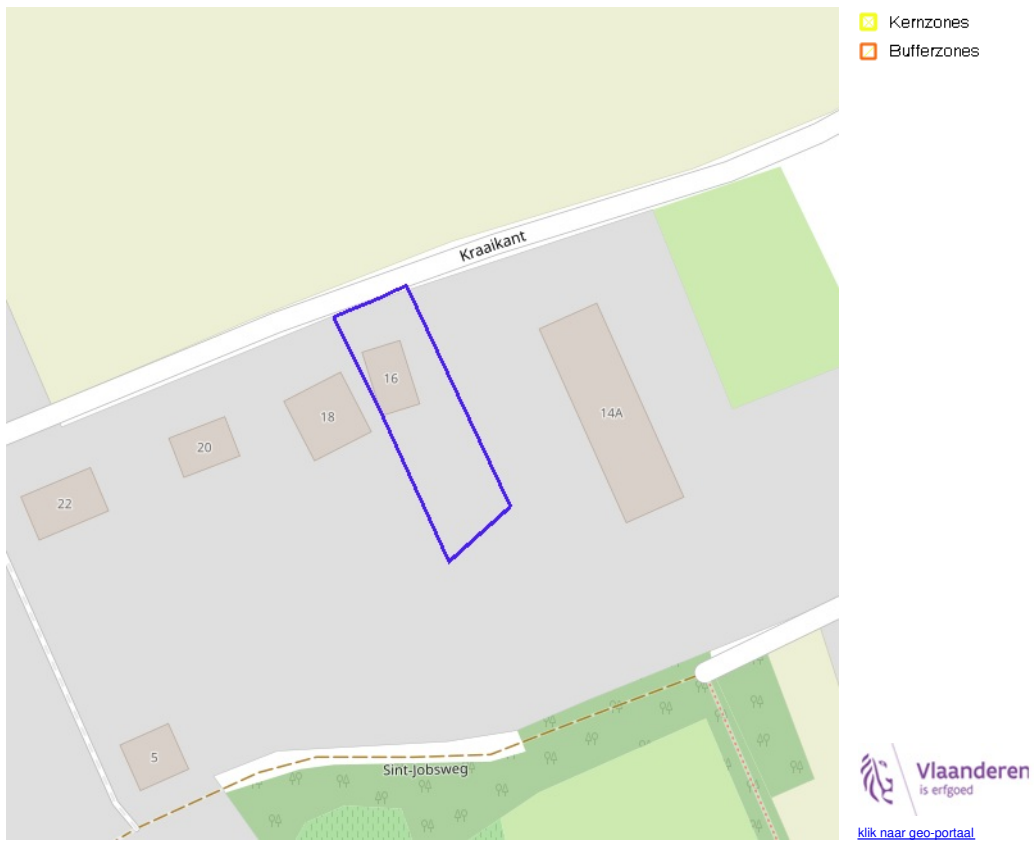 Kernzones
Bufferzones
Kraaikant
16
18
14A
20
22
5
Sint-Jobsweg
Vlaanderen
is erfgoed
klik naar geo-portaal